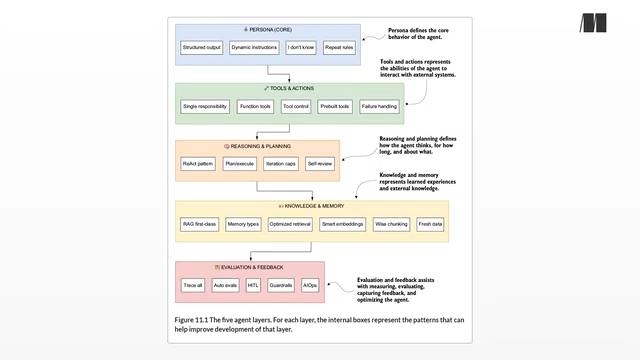 PERSONA (CORE)
Structured output
Dynamic instructions
I don't know
Repeat rules
Persona defines the core
behavior of the agent.
TOOLS & ACTIONS
Single responsibility
Function tools
Tool control
Prebuilt tools
Failure handling
Tools and actions represents
the abilities of the agent to
interact with external systems.
REASONING & PLANNING
ReAct pattern
Plan/execute
Iteration caps
Self-review
Reasoning and planning defines
how the agent thinks, for how
long, and about what.
KNOWLEDGE & MEMORY
RAG first-class
Memory types
Optimized retrieval
Smart embeddings
Wise chunking
Fresh data
Knowledge and memory
represents learned experiences
and external knowledge.
EVALUATION & FEEDBACK
Trace all
Auto evals
HITL
Guardrails
AIOps
Evaluation and feedback assists
with measuring, evaluating,
capturing feedback, and
optimizing the agent.
Figure 11.1 The five agent layers. For each layer, the internal boxes represent the patterns that can
help improve development of that layer.